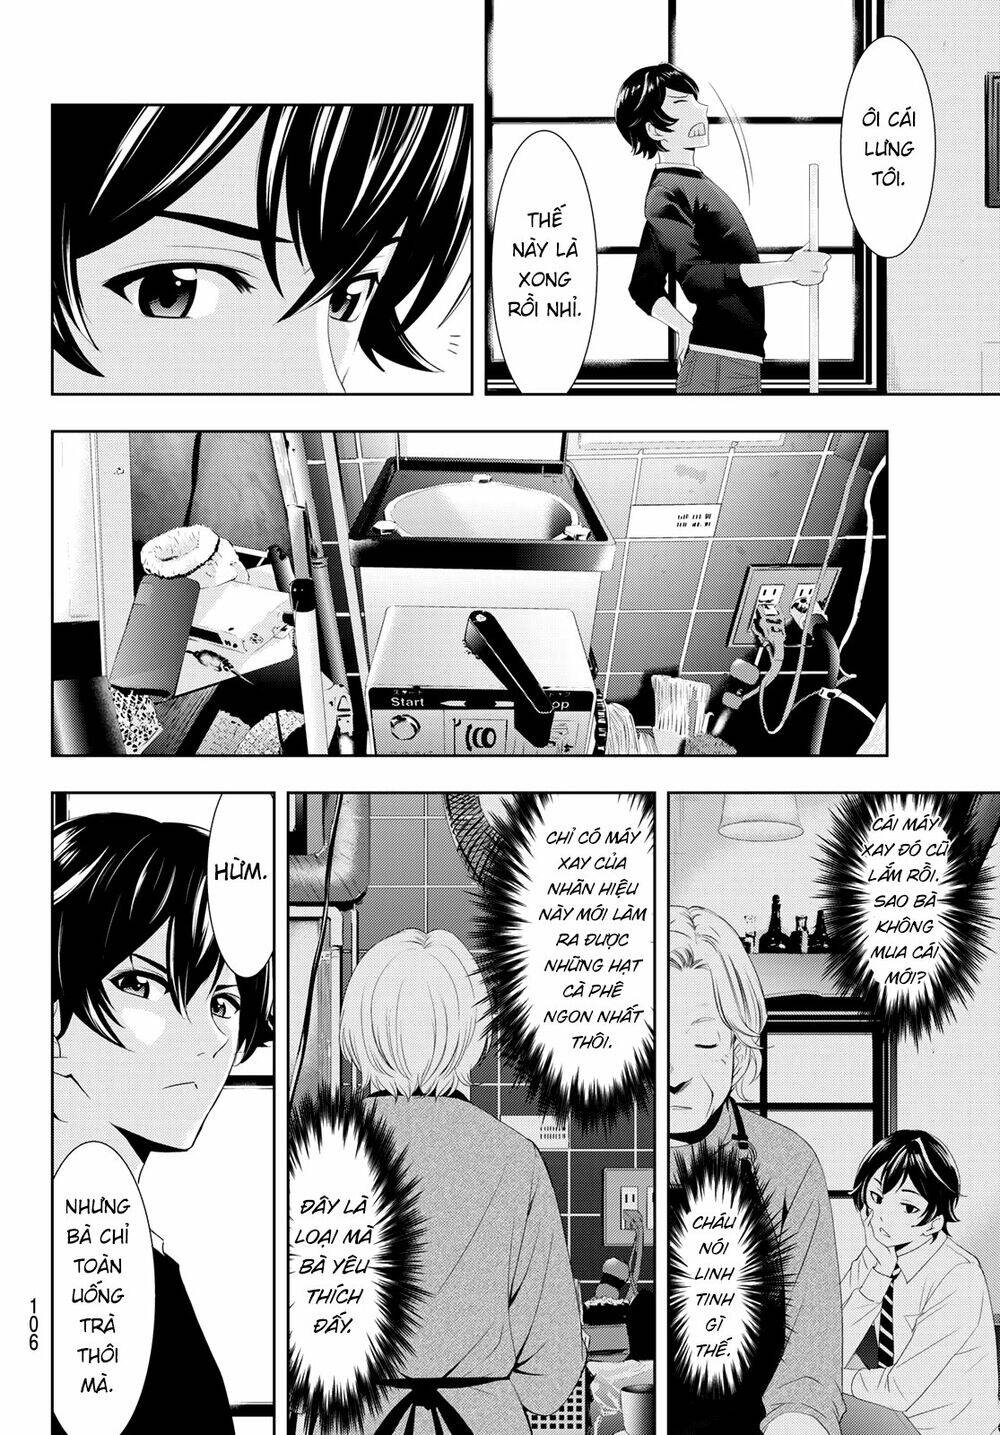 ÔI CÁI
LƯNG
TÔI.
THẾ
NÀY LÀ
XONG
RỒI NHỈ.
Start
CÁI MÁY
XAY ĐÓ CŨ
LẮM RỒI.
SAO BÀ
KHÔNG
MUA CÁI
MỚI?
CHÁU
NÓI
LINH
TINH
GÌ
THẾ.
CHỈ CÓ MÁY
XAY CỦA
NHÃN HIỆU
NÀY MỚI LÀM
RA ĐƯỢC
NHỮNG HẠT
CÀ PHÊ
NGON NHẤT
THÔI.
ĐÂY LÀ
LOẠI MÀ
BÀ YÊU
THÍCH
ĐẤY.
HỪM.
NHƯNG
BÀ CHỈ
TOÀN
UỐNG
TRÀ
THÔI
MÀ.
106